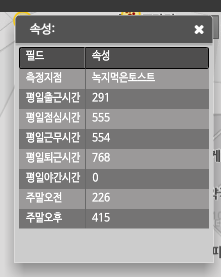 속성:
필드 속성
측정지점 녹지먹은토스트
평일출근시간 291
평일점심시간 555
평일근무시간 554
평일퇴근시간 768
평일야간시간 0
주말오전 226
주말오후 415